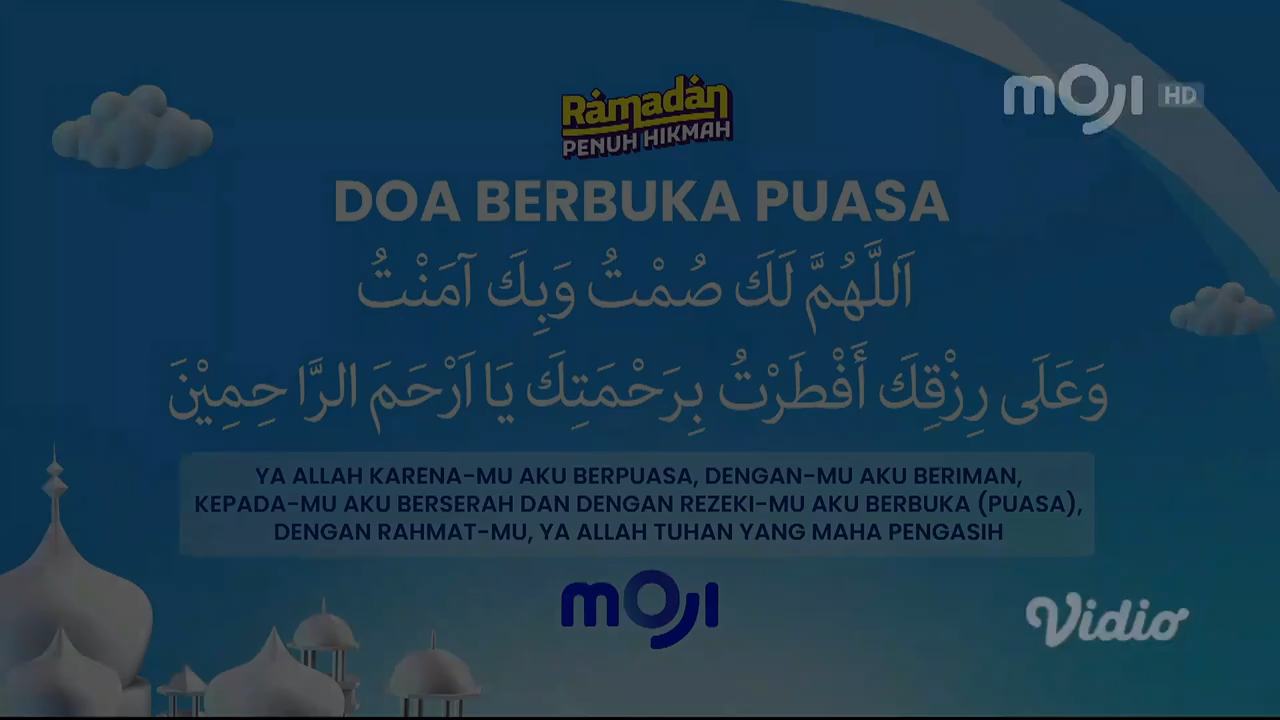 moji HD
Ramadan
PENUH HIKMAH
DOA BERBUKA PUASA
اَللَّهُمَّ لَكَ صُمْتُ وَبِكَ آمَنْتُ
وَعَلَى رِزْقِكَ أَفْطَرْتُ بِرَحْمَتِكَ يَا اَرْحَمَ الرَّاحِمِيْنَ
YA ALLAH KARENA-MU AKU BERPUASA, DENGAN-MU AKU BERIMAN,
KEPADA-MU AKU BERSERAH DAN DENGAN REZEKI-MU AKU BERBUKA (PUASA),
DENGAN RAHMAT-MU, YA ALLAH TUHAN YANG MAHA PENGASIH
moji
Vidio